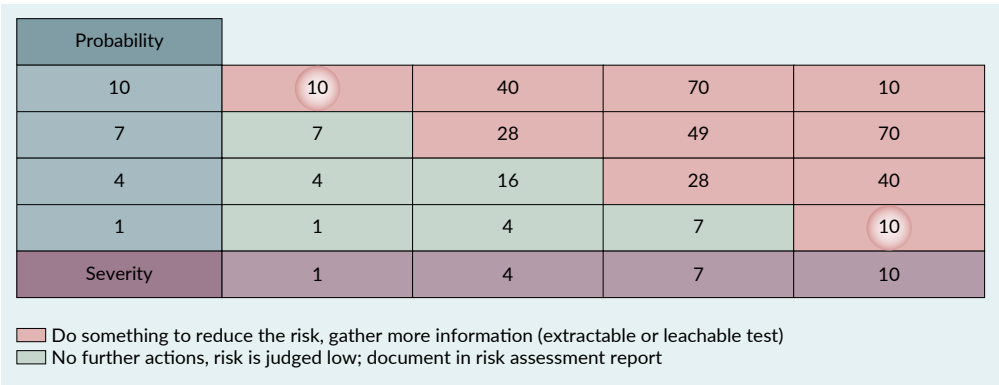 Probability
10 10 40 70 10
7 7 28 49 70
4 4 16 28 40
1 1 4 7 10
Severity 1 4 7 10
Do something to reduce the risk, gather more information (extractable or leachable test)
No further actions, risk is judged low; document in risk assessment report